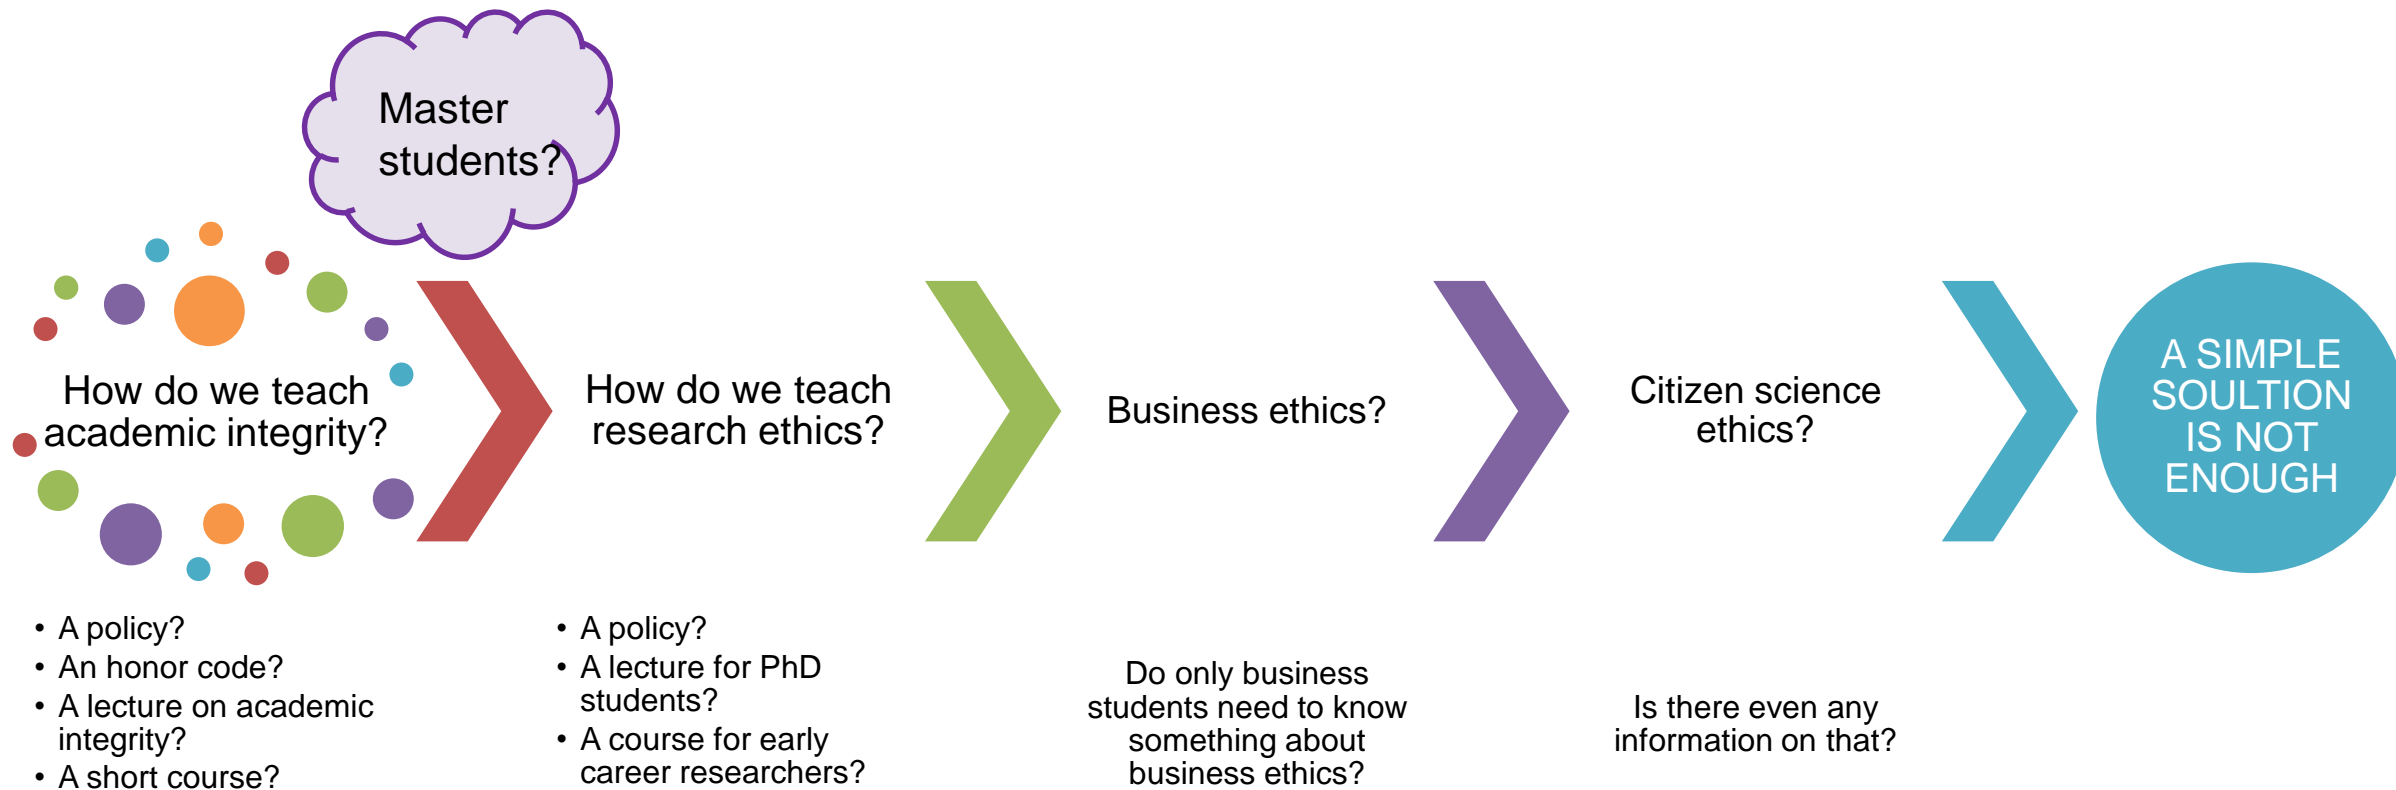 Master
students?
How do we teach
academic integrity?
• A policy?
• An honor code?
• A lecture on academic
integrity?
• A short course?
How do we teach
research ethics?
• A policy?
• A lecture for PhD
students?
• A course for early
career researchers?
Business ethics?
Do only business
students need to know
something about
business ethics?
Citizen science
ethics?
Is there even any
information on that?
A SIMPLE
SOULTION
IS NOT
ENOUGH